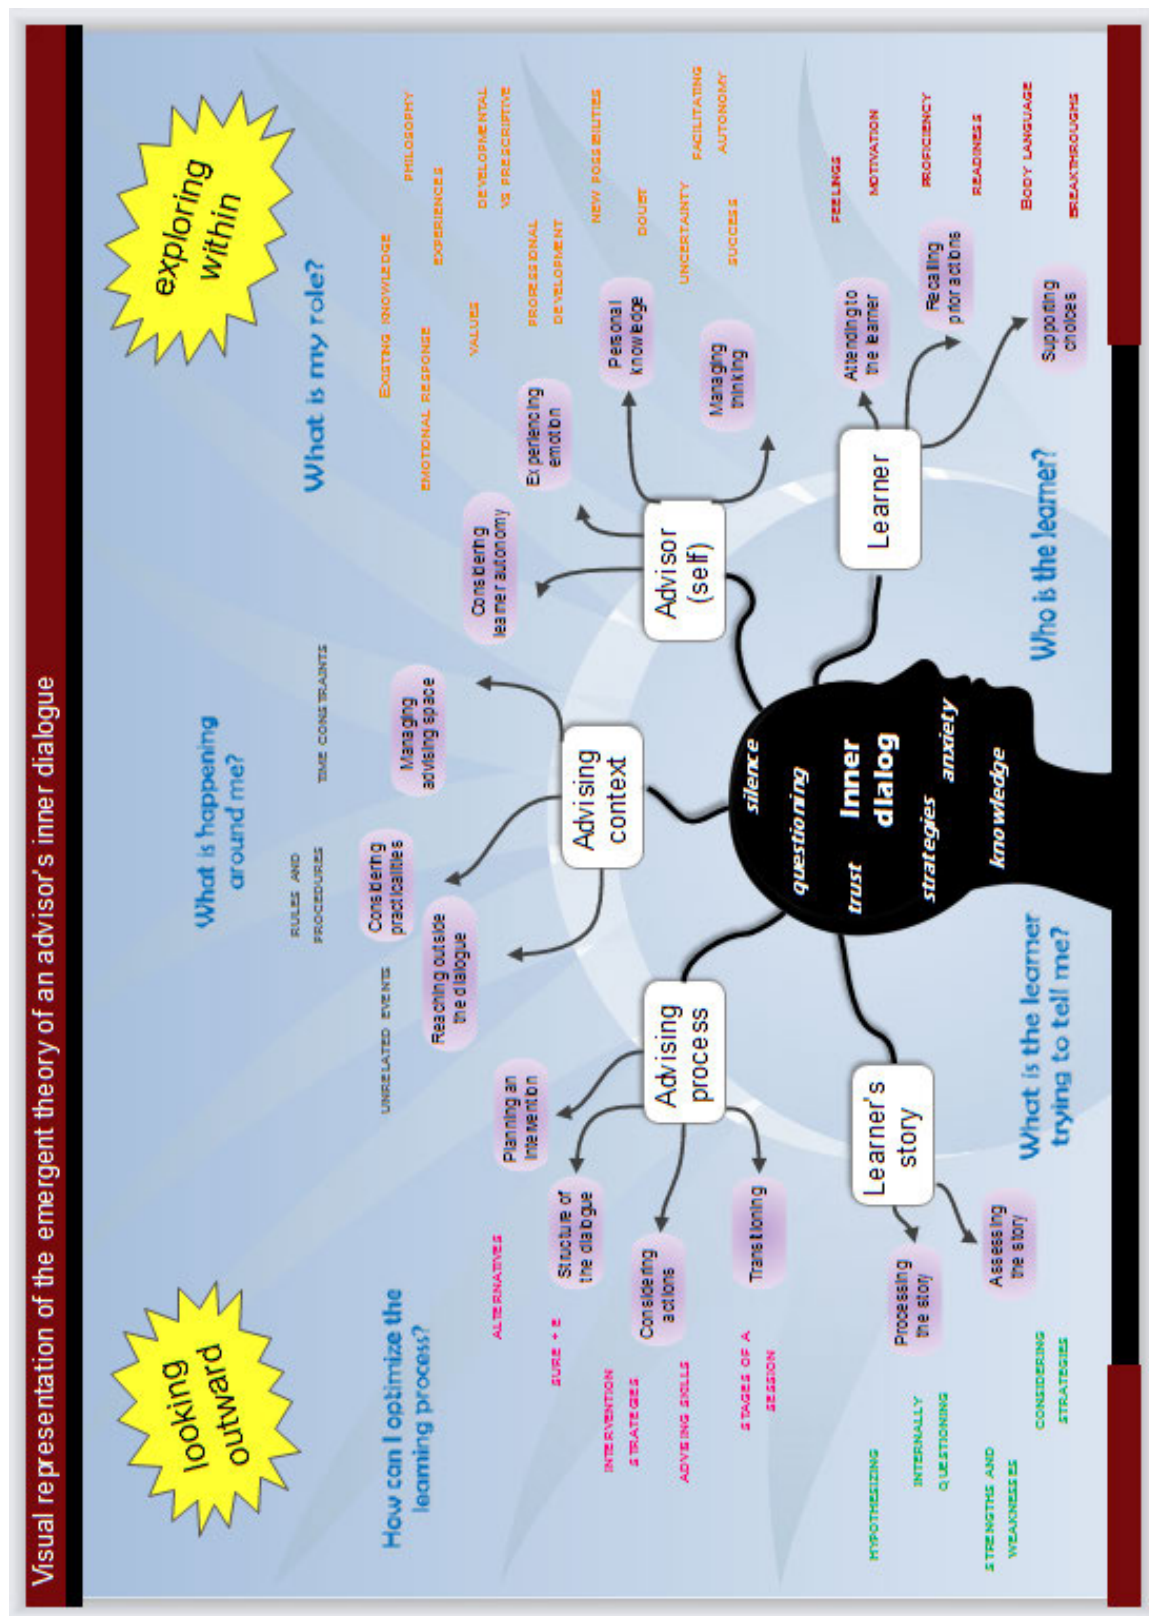 Visual representation of the emergent theory of an advisor's inner dialogue
looking
outward
exploring
within
What is happening
around me?
What is my role?
How can I optimize the
learning process?
RULES AND
PROCEDURES
TIME CONSTRAINTS
UNRELATED EVENTS
EXISTING KNOWLEDGE
PHILOSOPHY
EMOTIONAL RESPONSE
EXPERIENCES
VALUES
DEVELOPMENTAL
VS PRESCRIPTIVE
PROFESSIONAL
DEVELOPMENT
NEW POSSIBILITIES
DOUBT
UNCERTAINTY
FACILITATING
AUTONOMY
SUCCESS
Considering
practicalities
Managing
advising space
Reaching outside
the dialogue
Considering
learner autonomy
Experiencing
emotion
Personal
knowledge
Managing
thinking
Planning an
intervention
Structure of
the dialogue
Considering
actions
Transitioning
ALTERNATIVES
SURE + E
INTERVENTION
STRATEGIES
ADVISING SKILLS
STAGES OF A
SESSION
Advising
context
Advising
process
Advisor
(self)
Learner's
story
Learner
silence
questioning
Inner
dialog
trust
strategies
anxiety
knowledge
Attending to
the learner
Recalling
prior actions
Supporting
choices
FEELINGS
MOTIVATION
PROFICIENCY
READINESS
BODY LANGUAGE
BREAKTHROUGHS
Processing
the story
Assessing
the story
HYPOTHESIZING
INTERNALLY
QUESTIONING
STRENGTHS AND
WEAKNESSES
CONSIDERING
STRATEGIES
What is the learner
trying to tell me?
Who is the learner?